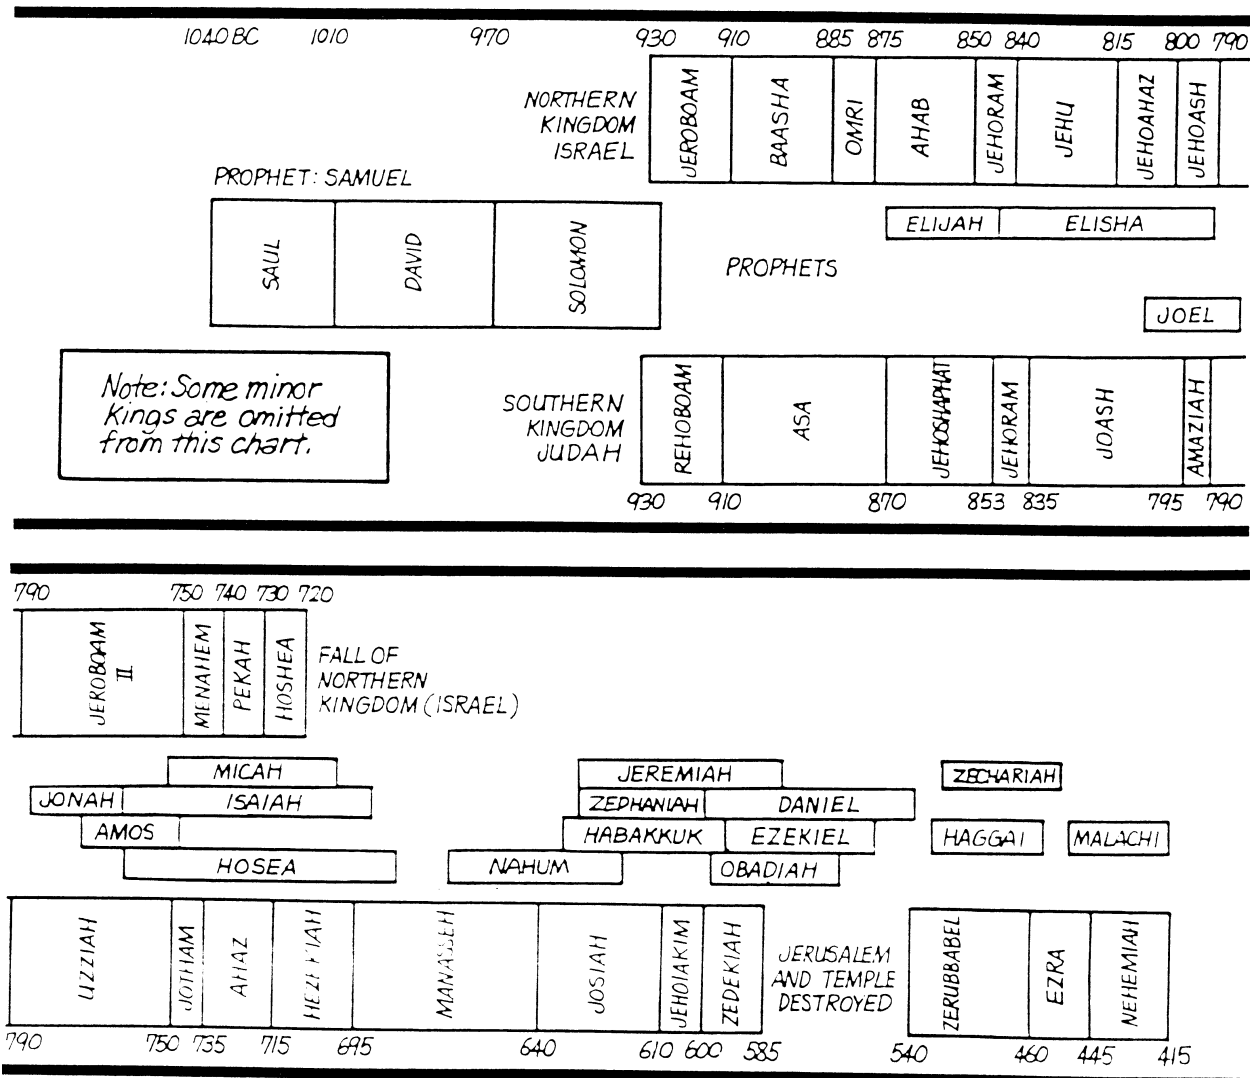 1040 BC 1010 970 930 910 885 875 850 840 815 800 790
NORTHERN
KINGDOM
ISRAEL
JEROBOAM
BAASHA
OMRI
AHAB
JEHORAM
JEHU
JEHOAHAZ
JEHOASH
PROPHET: SAMUEL
SAUL
DAVID
SOLOMON
ELIJAH
ELISHA
PROPHETS
JOEL
Note: Some minor
Kings are omitted
from this chart.
SOUTHERN
KINGDOM
JUDAH
REHOBOAM
ASA
JEHOSHAPHAT
JEHORAM
JOASH
AMAZIAH
930 910 870 853 835 795 790
790 750 740 730 720
JEROBOAM
II
MENAHEM
PEKAH
HOSHEA
FALL OF
NORTHERN
KINGDOM (ISRAEL)
MICAH
JEREMIAH
ZECHARIAH
JONAH
ISAIAH
ZEPHANIAH
DANIEL
AMOS
HABAKKUK
EZEKIEL
HAGGAI
MALACHI
HOSEA
NAHUM
OBADIAH
UZZIAH
JOTHAM
AHAZ
HEZEKIAH
MANASSEH
JOSIAH
JEHOIAKIM
ZEDEKIAH
JERUSALEM
AND TEMPLE
DESTROYED
ZERUBBABEL
EZRA
NEHEMIAH
790 750 735 715 695 640 610 600 585 540 460 445 415